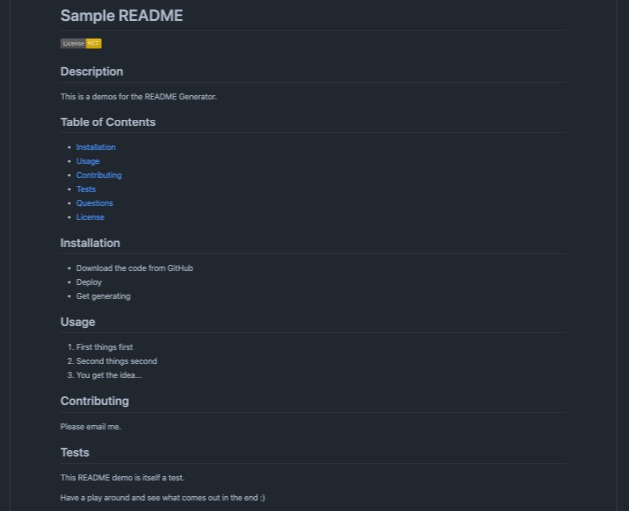 Sample README
License MIT
Description
This is a demos for the README Generator.
Table of Contents
• Installation
• Usage
• Contributing
• Tests
• Questions
• License
Installation
• Download the code from GitHub
• Deploy
• Get generating
Usage
1. First things first
2. Second things second
3. You get the idea...
Contributing
Please email me.
Tests
This README demo is itself a test.
Have a play around and see what comes out in the end :)